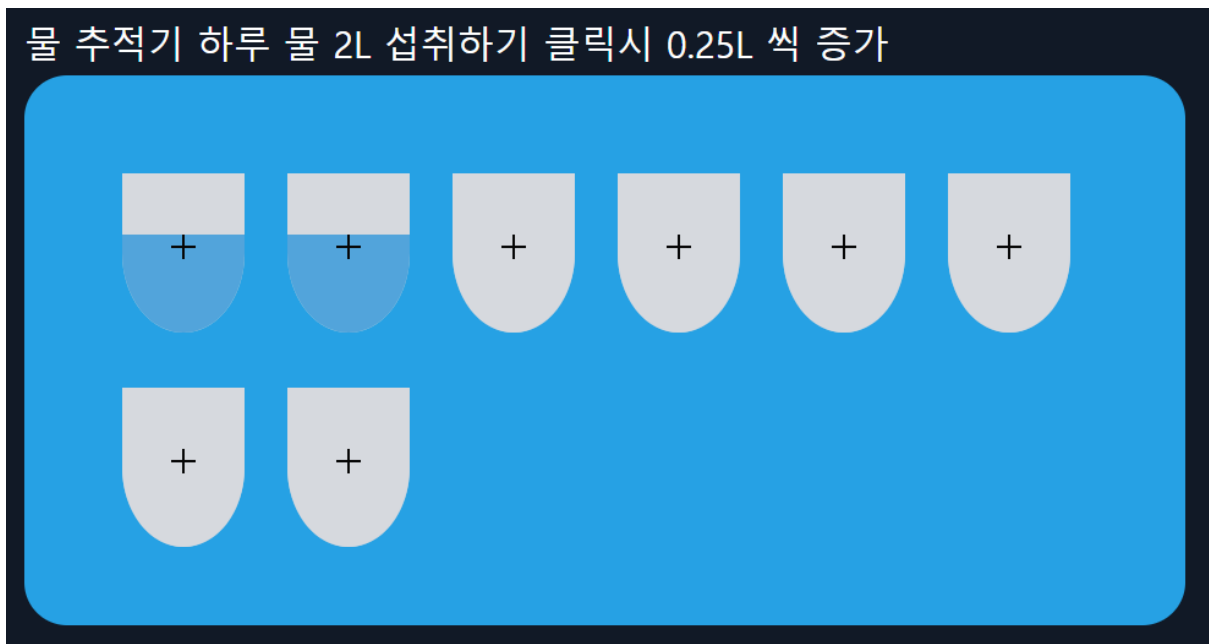 물 추적기 하루 물 2L 섭취하기 클릭시 0.25L 씩 증가
+ + + + + +
+ +